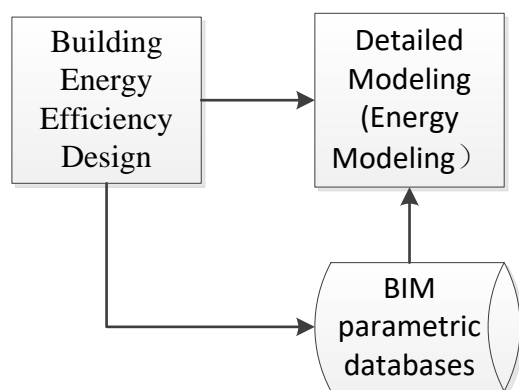 Building
Energy
Efficiency
Design
Detailed
Modeling
(Energy
Modeling）
BIM
parametric
databases